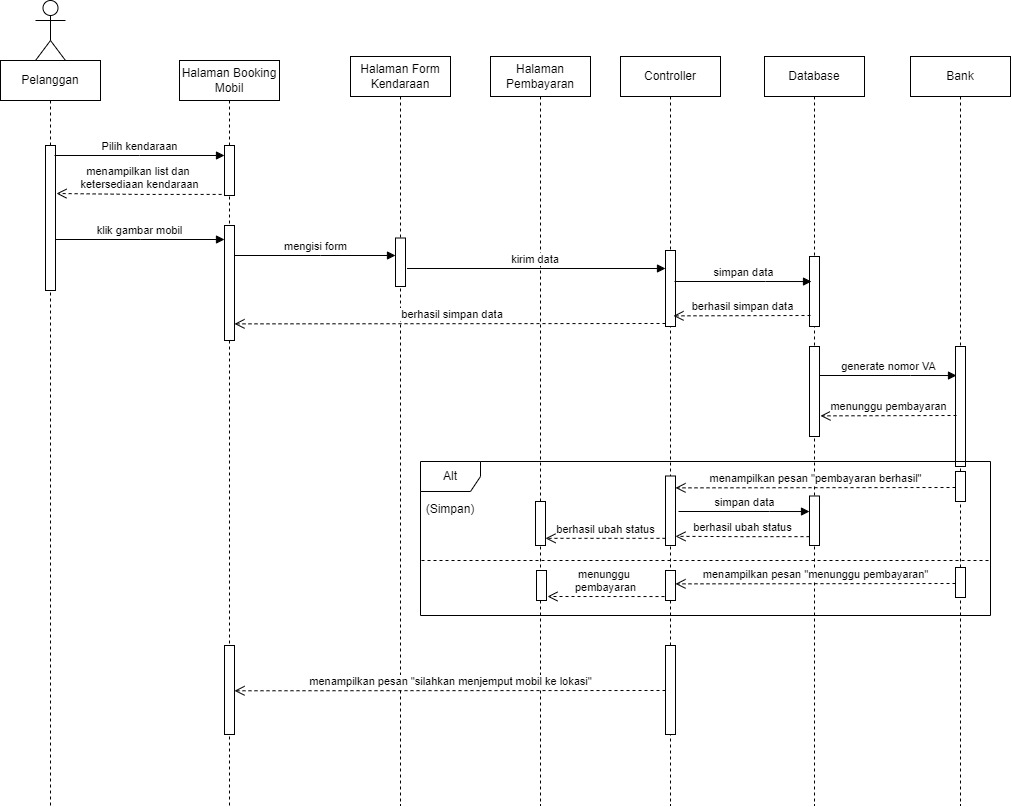 Pelanggan
Halaman Booking
Mobil
Halaman Form
Kendaraan
Halaman
Pembayaran
Controller
Database
Bank
Pilih kendaraan
menampilkan list dan
ketersediaan kendaraan
klik gambar mobil
mengisi form
kirim data
simpan data
berhasil simpan data
berhasil simpan data
generate nomor VA
menunggu pembayaran
Alt
(Simpan)
menampilkan pesan "pembayaran berhasil"
simpan data
berhasil ubah status
berhasil ubah status
menampilkan pesan "menunggu pembayaran"
menunggu
pembayaran
menampilkan pesan "silahkan menjemput mobil ke lokasi"